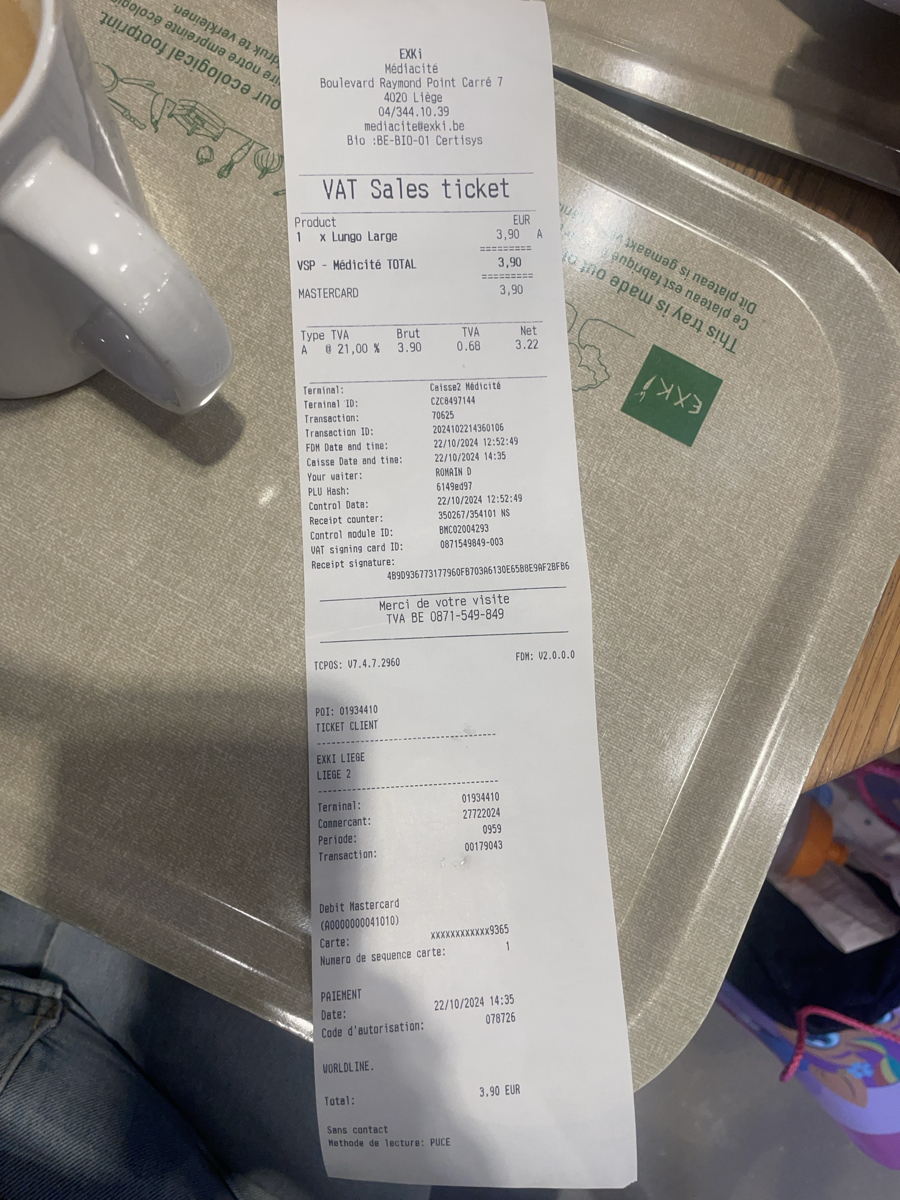 EXKi
Médiacité
Boulevard Raymond Point Carré 7
4020 Liège
04/344.10.39
mediacite@exki.be
Bio :BE-BIO-01 Certisys
VAT Sales ticket
Product EUR
1 x Lungo Large 3,90 A
=========
VSP - Médicité TOTAL 3,90
=========
MASTERCARD 3,90
Type TVA Brut TVA Net
A @ 21,00 % 3.90 0.68 3.22
Terminal: Caisse2 Médicité
Terminal ID: CZC8497144
Transaction: 70625
Transaction ID: 2024102214360106
FDM Date and time: 22/10/2024 12:52:49
Caisse Date and time: 22/10/2024 14:35
Your waiter: ROMAIN D
PLU Hash: 6149ed97
Control Data: 22/10/2024 12:52:49
Receipt counter: 350267/354101 NS
Control module ID: BMC02004293
VAT signing card ID: 0871549849-003
Receipt signature:
4B9D936773177960FB703A6130E65B8E9AF2BFB6
Merci de votre visite
TVA BE 0871-549-849
TCPOS: V7.4.7.2960 FDM: V2.0.0.0
POI: 01934410
TICKET CLIENT
EXKI LIEGE
LIEGE 2
Terminal: 01934410
Commercant: 27722024
Periode: 0959
Transaction: 00179043
Debit Mastercard
(A0000000041010)
Carte: xxxxxxxxxxxx9365
Numero de sequence carte: 1
PAIEMENT
Date: 22/10/2024 14:35
Code d'autorisation: 078726
WORLDLINE.
Total: 3,90 EUR
Sans contact
Methode de lecture: PUCE
our ecological footprint
notre empreinte écologique
te verkleinen.
This tray is made out of
Ce plateau est fabriqué
Dit plateau is gemaakt v
EXKi